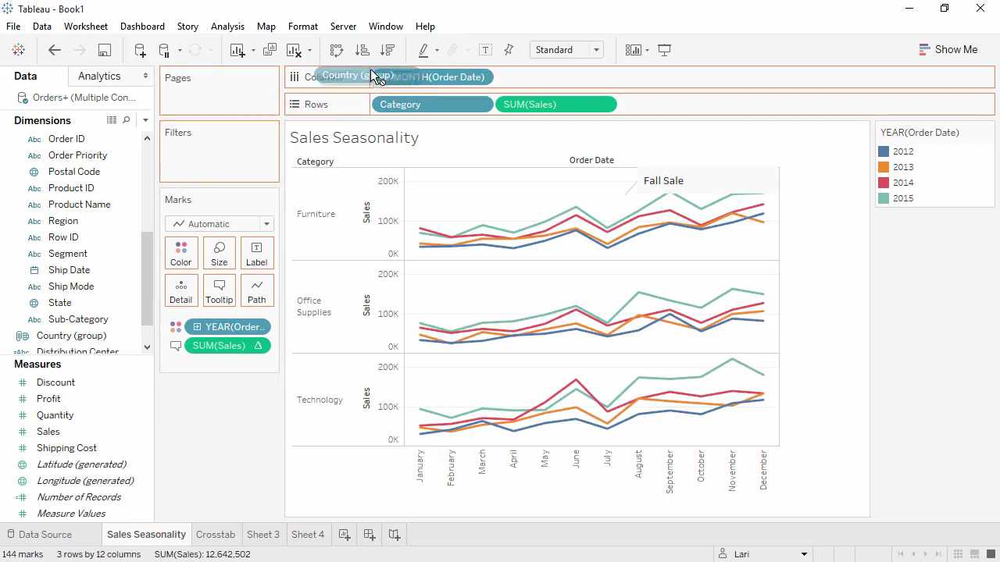 Tableau - Book1
File Data Worksheet Dashboard Story Analysis Map Format Server Window Help
Standard
Show Me
Data Analytics
Orders+ (Multiple Con...
Dimensions
Abc Order ID
Abc Order Priority
Postal Code
Abc Product ID
Abc Product Name
Abc Region
Abc Row ID
Abc Segment
Ship Date
Abc Ship Mode
State
Abc Sub-Category
Country (group)
=Abc Distribution Center
Measures
Discount
Profit
Quantity
Sales
Shipping Cost
Latitude (generated)
Longitude (generated)
Number of Records
Measure Values
Pages
Filters
Marks
Automatic
Color Size Label
Detail Tooltip Path
YEAR(Order..
SUM(Sales)
Columns Country (group) MONTH(Order Date)
Rows Category SUM(Sales)
Sales Seasonality
Category Order Date
Fall Sale
Furniture
Sales
200K
100K
0K
Office
Supplies
Sales
200K
100K
0K
Technology
Sales
200K
100K
0K
January
February
March
April
May
June
July
August
September
October
November
December
YEAR(Order Date)
2012
2013
2014
2015
Data Source Sales Seasonality Crosstab Sheet 3 Sheet 4
144 marks 3 rows by 12 columns SUM(Sales): 12,642,502 Lari